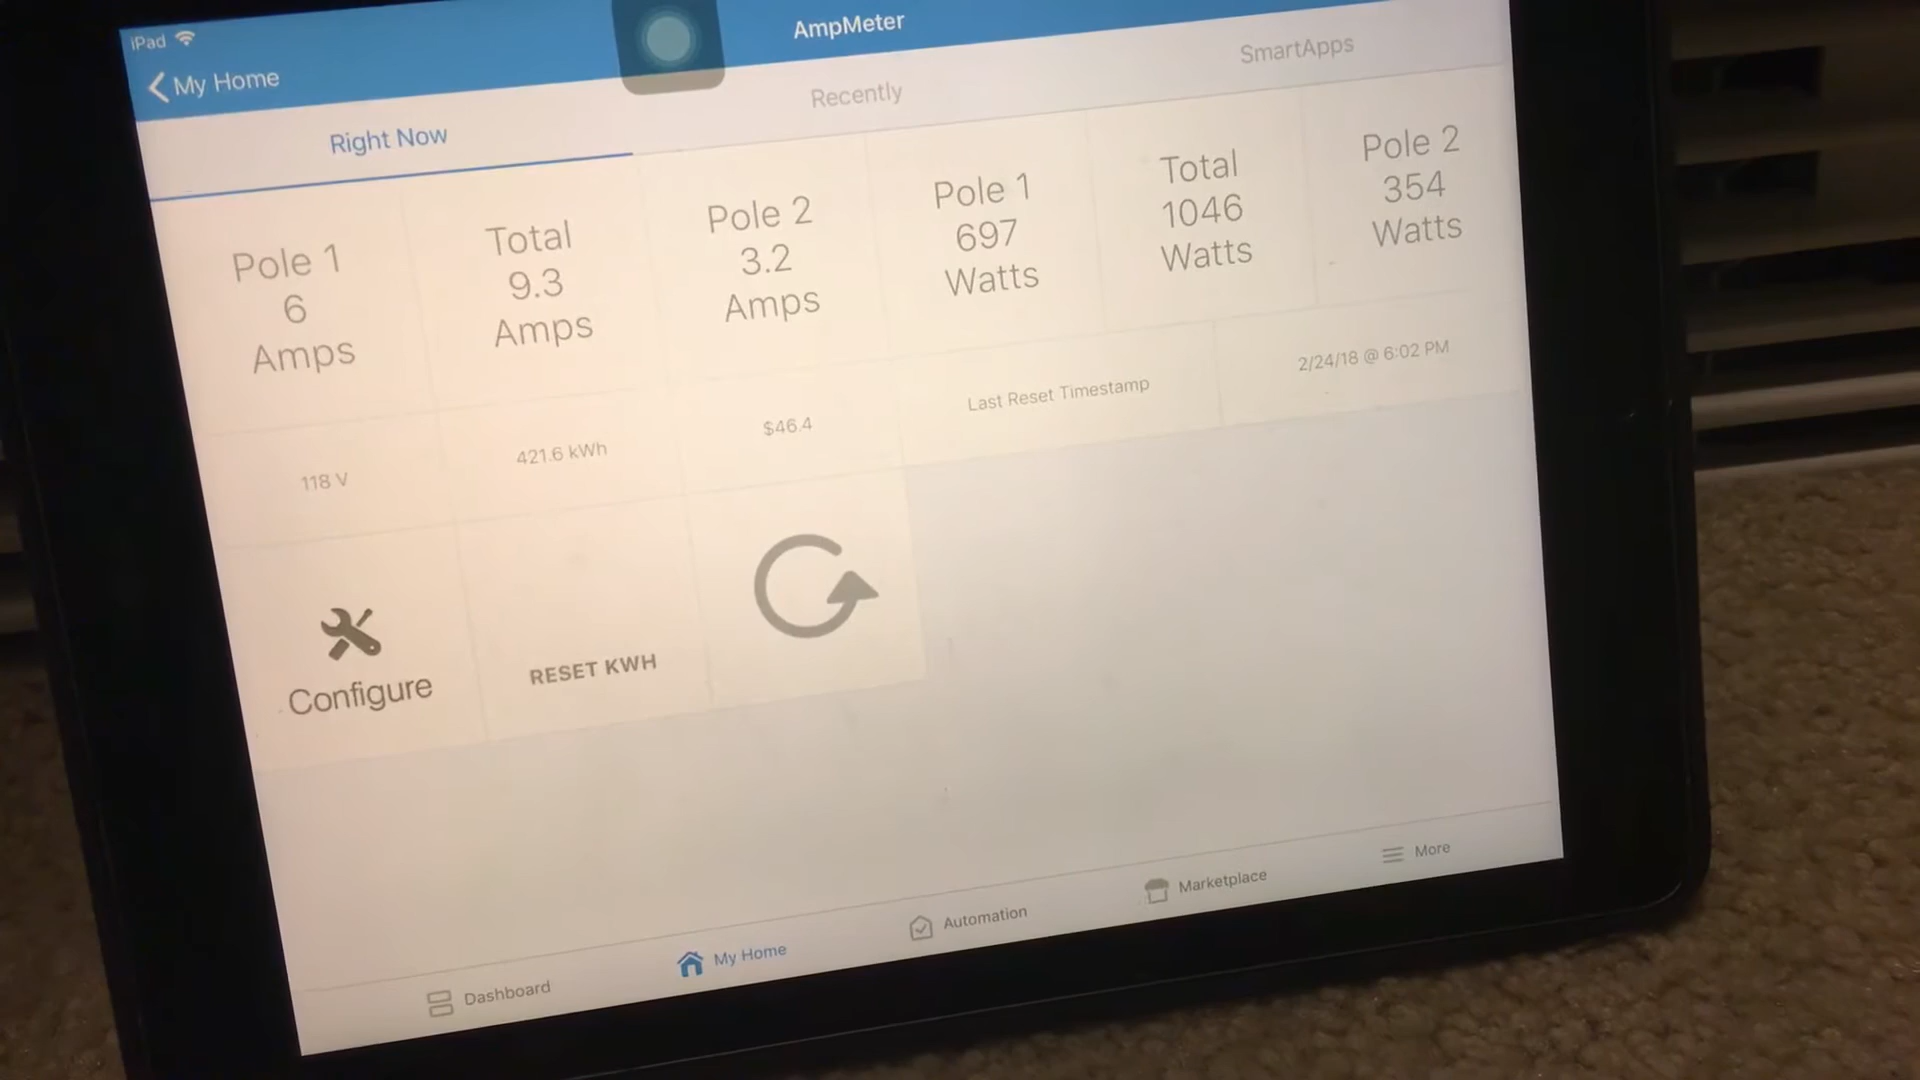 iPad
My Home
AmpMeter
Right Now
Recently
SmartApps
Pole 1
6
Amps
Total
9.3
Amps
Pole 2
3.2
Amps
Pole 1
697
Watts
Total
1046
Watts
Pole 2
354
Watts
118 V
421.6 kWh
$46.4
Last Reset Timestamp
2/24/18 @ 6:02 PM
Configure
RESET KWH
Dashboard
My Home
Automation
Marketplace
More